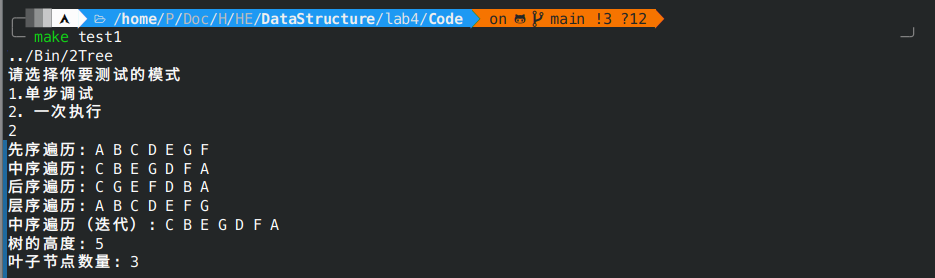 /home/P/Doc/H/HE/DataStructure/lab4/Code on main !3 ?12
make test1
../Bin/2Tree
请选择你要测试的模式
1.单步调试
2. 一次执行
2
先序遍历: A B C D E G F
中序遍历: C B E G D F A
后序遍历: C G E F D B A
层序遍历: A B C D E F G
中序遍历（迭代）: C B E G D F A
树的高度: 5
叶子节点数量: 3